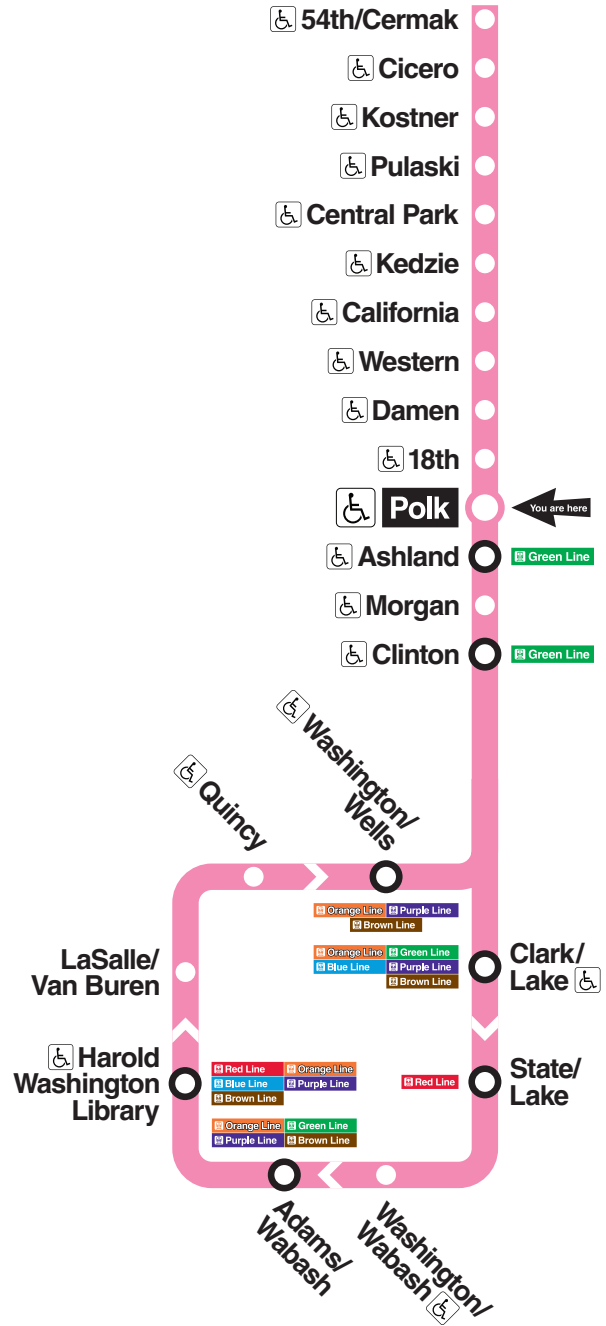 54th/Cermak
Cicero
Kostner
Pulaski
Central Park
Kedzie
California
Western
Damen
18th
Polk
You are here
Ashland
Green Line
Morgan
Clinton
Green Line
Washington/
Wells
Quincy
Orange Line
Purple Line
Brown Line
Orange Line
Green Line
Blue Line
Purple Line
Brown Line
Clark/
Lake
LaSalle/
Van Buren
Harold
Washington
Library
Red Line
Orange Line
Blue Line
Purple Line
Brown Line
Red Line
State/
Lake
Orange Line
Green Line
Purple Line
Brown Line
Adams/
Wabash
Washington/
Wabash